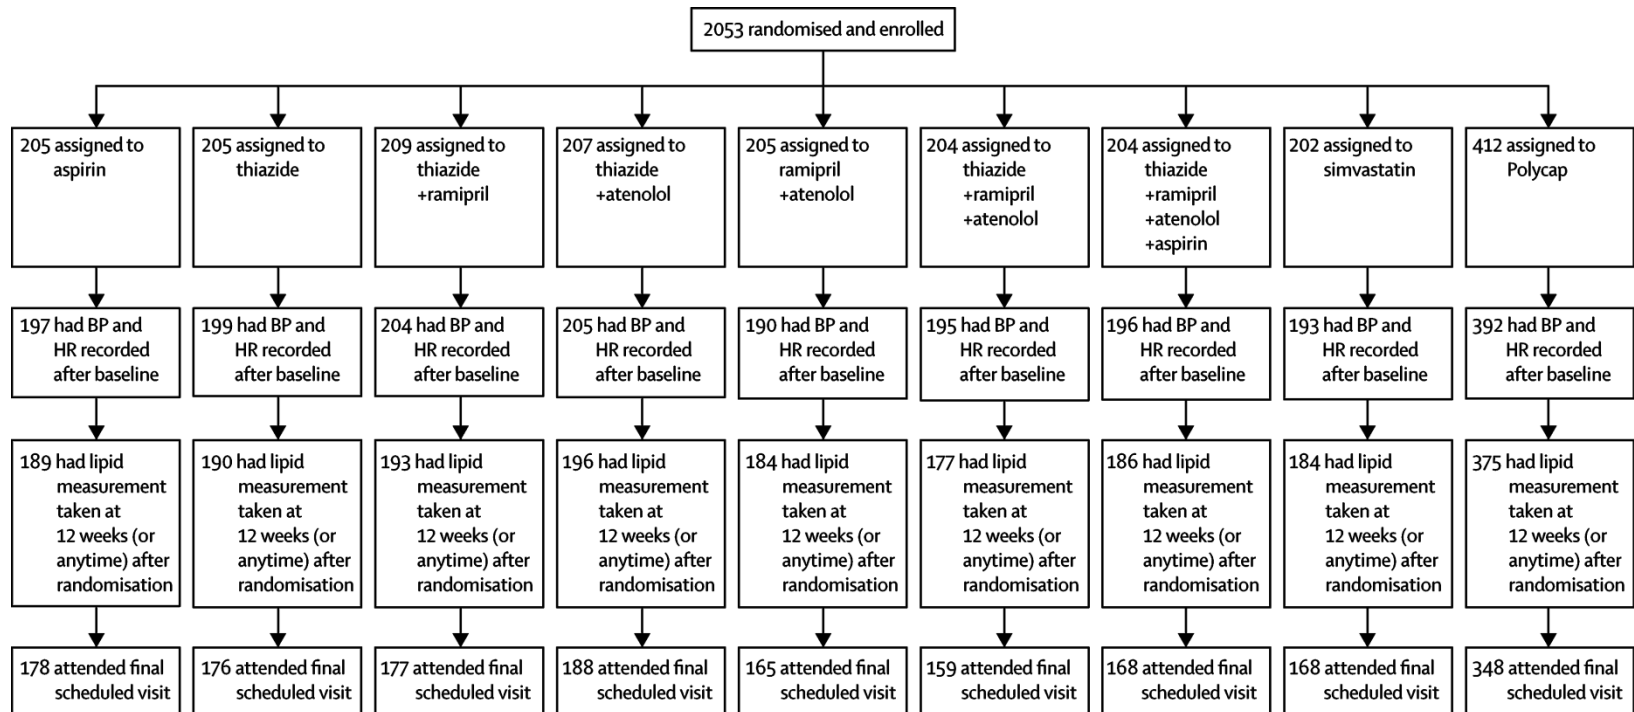 2053 randomised and enrolled
205 assigned to
aspirin
205 assigned to
thiazide
209 assigned to
thiazide
+ramipril
207 assigned to
thiazide
+atenolol
205 assigned to
ramipril
+atenolol
204 assigned to
thiazide
+ramipril
+atenolol
204 assigned to
thiazide
+ramipril
+atenolol
+aspirin
202 assigned to
simvastatin
412 assigned to
Polycap
197 had BP and
HR recorded
after baseline
199 had BP and
HR recorded
after baseline
204 had BP and
HR recorded
after baseline
205 had BP and
HR recorded
after baseline
190 had BP and
HR recorded
after baseline
195 had BP and
HR recorded
after baseline
196 had BP and
HR recorded
after baseline
193 had BP and
HR recorded
after baseline
392 had BP and
HR recorded
after baseline
189 had lipid
measurement
taken at
12 weeks (or
anytime) after
randomisation
190 had lipid
measurement
taken at
12 weeks (or
anytime) after
randomisation
193 had lipid
measurement
taken at
12 weeks (or
anytime) after
randomisation
196 had lipid
measurement
taken at
12 weeks (or
anytime) after
randomisation
184 had lipid
measurement
taken at
12 weeks (or
anytime) after
randomisation
177 had lipid
measurement
taken at
12 weeks (or
anytime) after
randomisation
186 had lipid
measurement
taken at
12 weeks (or
anytime) after
randomisation
184 had lipid
measurement
taken at
12 weeks (or
anytime) after
randomisation
375 had lipid
measurement
taken at
12 weeks (or
anytime) after
randomisation
178 attended final
scheduled visit
176 attended final
scheduled visit
177 attended final
scheduled visit
188 attended final
scheduled visit
165 attended final
scheduled visit
159 attended final
scheduled visit
168 attended final
scheduled visit
168 attended final
scheduled visit
348 attended final
scheduled visit